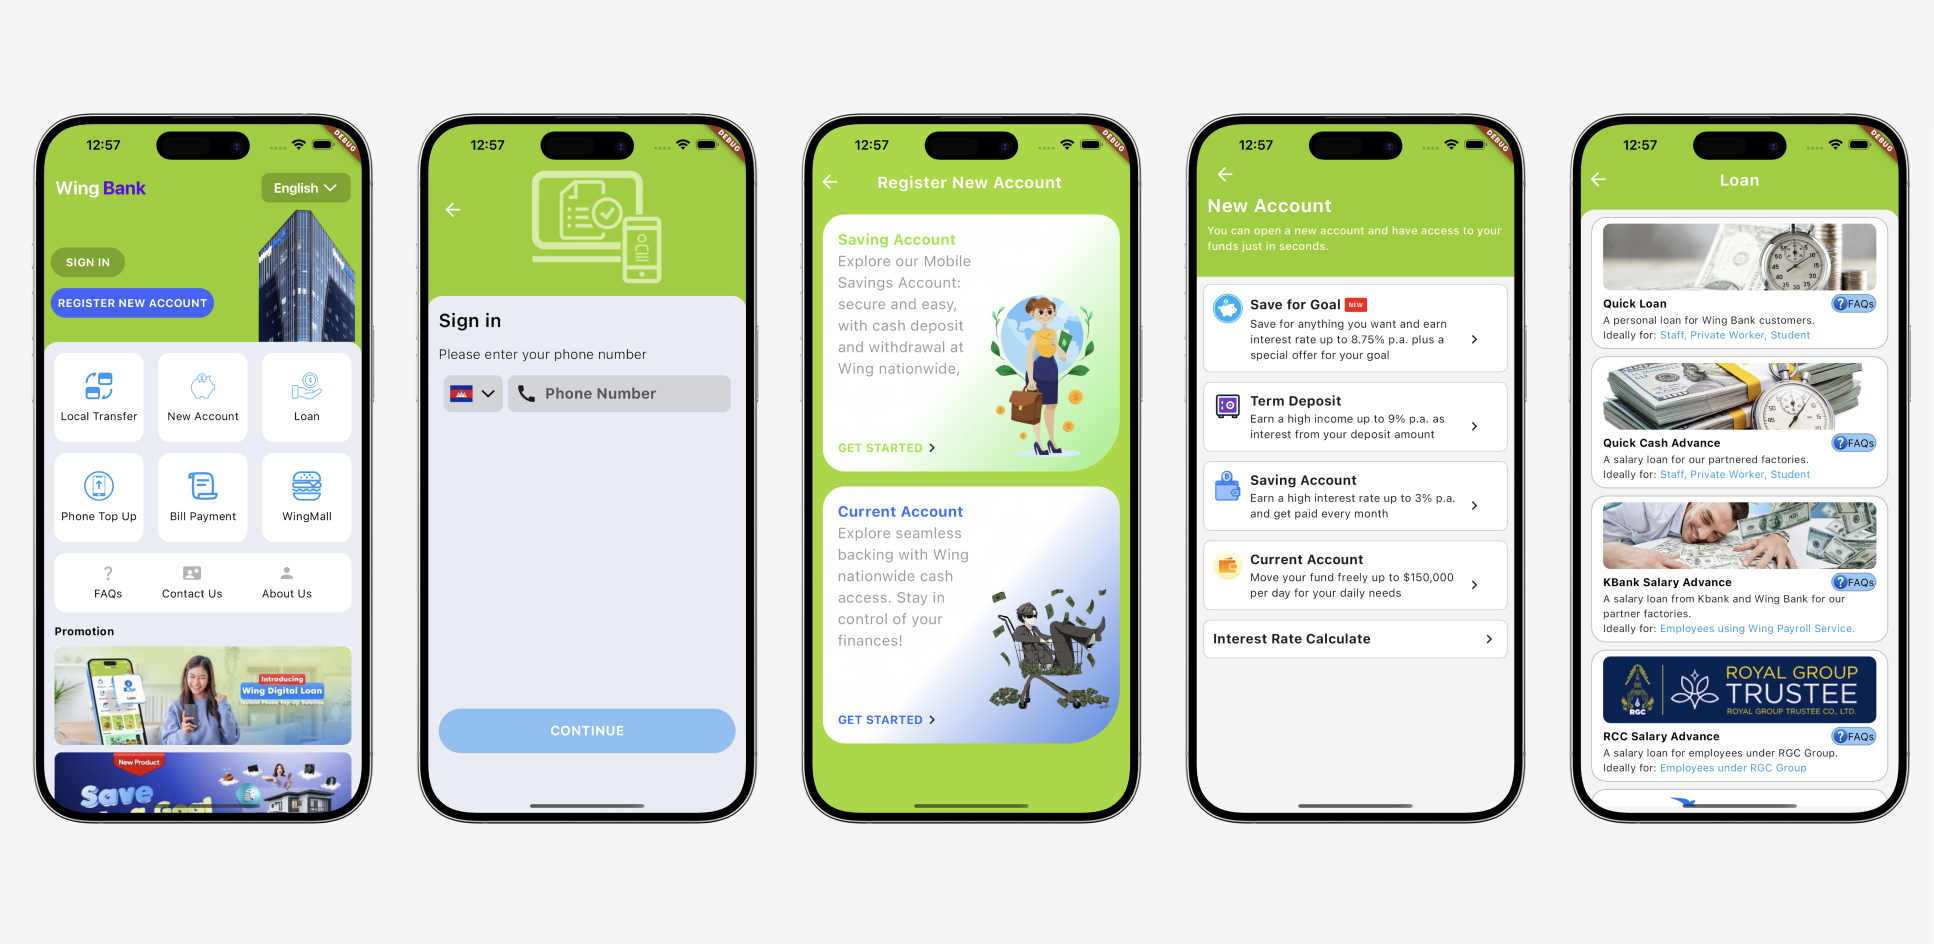 12:57
DEBUG
Wing Bank
English
SIGN IN
REGISTER NEW ACCOUNT
Local Transfer
New Account
Loan
Phone Top Up
Bill Payment
WingMall
?
FAQs
Contact Us
About Us
Promotion
Introducing
Wing Digital Loan
Instant Phone Top-Up Solution
New Product
Save
a Goal
12:57
DEBUG
Sign in
Please enter your phone number
Phone Number
CONTINUE
12:57
DEBUG
Register New Account
Saving Account
Explore our Mobile
Savings Account:
secure and easy,
with cash deposit
and withdrawal at
Wing nationwide,
GET STARTED
Current Account
Explore seamless
backing with Wing
nationwide cash
access. Stay in
control of your
finances!
GET STARTED
12:57
DEBUG
New Account
You can open a new account and have access to your
funds just in seconds.
Save for Goal NEW
Save for anything you want and earn
interest rate up to 8.75% p.a. plus a
special offer for your goal
Term Deposit
Earn a high income up to 9% p.a. as
interest from your deposit amount
Saving Account
Earn a high interest rate up to 3% p.a.
and get paid every month
Current Account
Move your fund freely up to $150,000
per day for your daily needs
Interest Rate Calculate
12:57
DEBUG
Loan
Quick Loan
?FAQs
A personal loan for Wing Bank customers.
Ideally for: Staff, Private Worker, Student
Quick Cash Advance
?FAQs
A salary loan for our partnered factories.
Ideally for: Staff, Private Worker, Student
KBank Salary Advance
?FAQs
A salary loan from Kbank and Wing Bank for our
partner factories.
Ideally for: Employees using Wing Payroll Service.
RGC
ROYAL GROUP
TRUSTEE
ROYAL GROUP TRUSTEE CO., LTD.
RCC Salary Advance
?FAQs
A salary loan for employees under RGC Group.
Ideally for: Employees under RGC Group